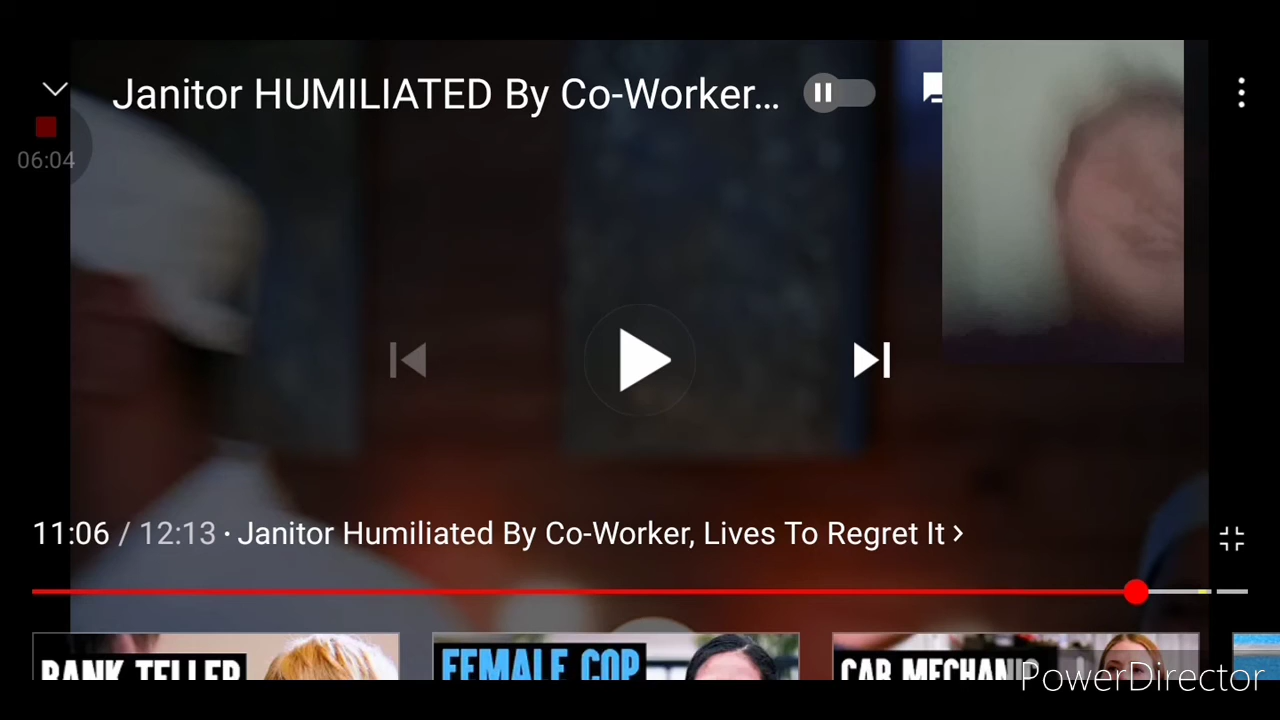 Janitor HUMILIATED By Co-Worker...
06:04
11:06 / 12:13 · Janitor Humiliated By Co-Worker, Lives To Regret It >
BANK TELLER
FEMALE COP
CAR MECHANI
PowerDirector